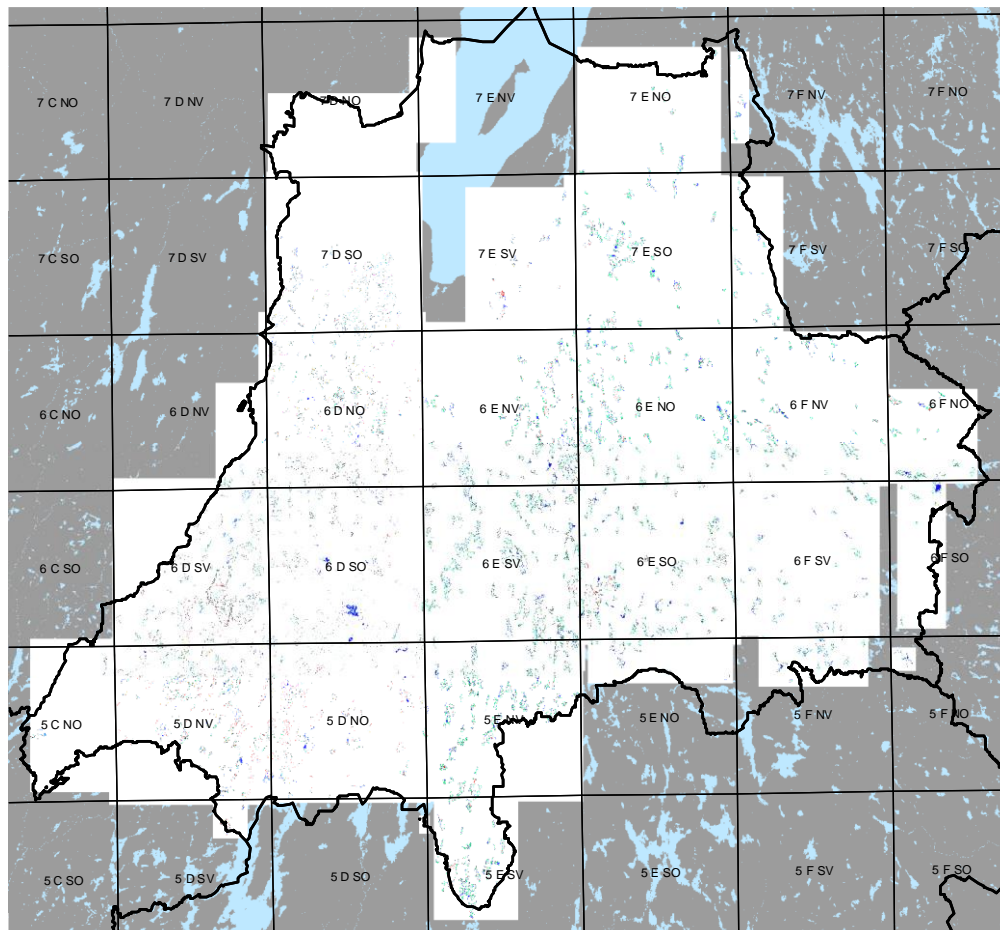 7 C NO
7 D NV
7 D NO
7 E NV
7 E NO
7 F NV
7 F NO
7 C SO
7 D SV
7 D SO
7 E SV
7 E SO
7 F SV
7 F SO
6 C NO
6 D NV
6 D NO
6 E NV
6 E NO
6 F NV
6 F NO
6 C SO
6 D SV
6 D SO
6 E SV
6 E SO
6 F SV
6 F SO
5 C NO
5 D NV
5 D NO
5 E NV
5 E NO
5 F NV
5 F NO
5 C SO
5 D SV
5 D SO
5 E SV
5 E SO
5 F SV
5 F SO